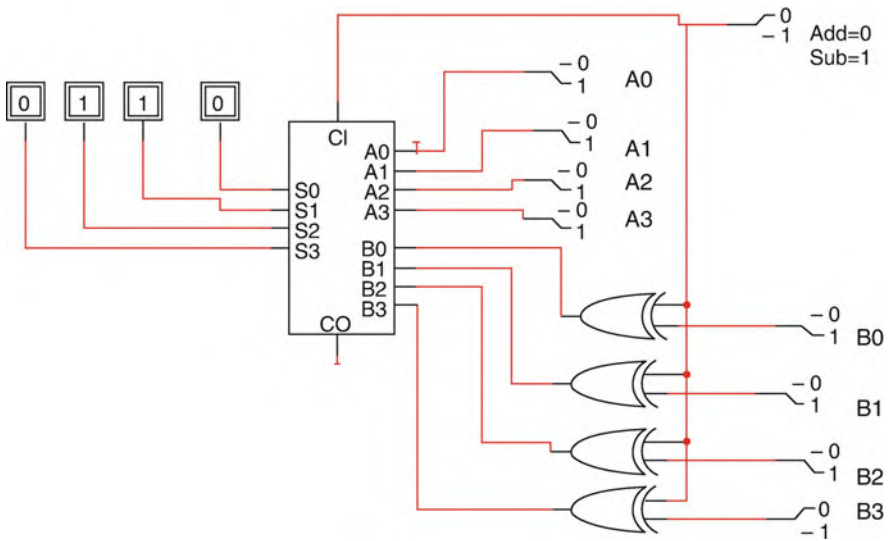 0
- 1
Add=0
Sub=1
- 0
1
A0
0
1
1
0
CI
- 0
1
A1
A0
A1
A2
A3
S0
S1
S2
S3
- 0
1
A2
- 0
1
A3
B0
B1
B2
B3
CO
- 0
1
B0
- 0
1
B1
- 0
1
B2
0
- 1
B3